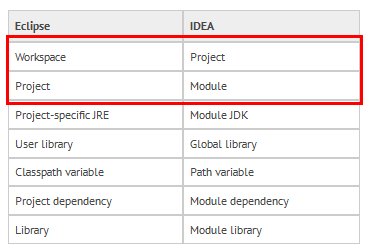 Eclipse IDEA
Workspace Project
Project Module
Project-specific JRE Module JDK
User library Global library
Classpath variable Path variable
Project dependency Module dependency
Library Module library